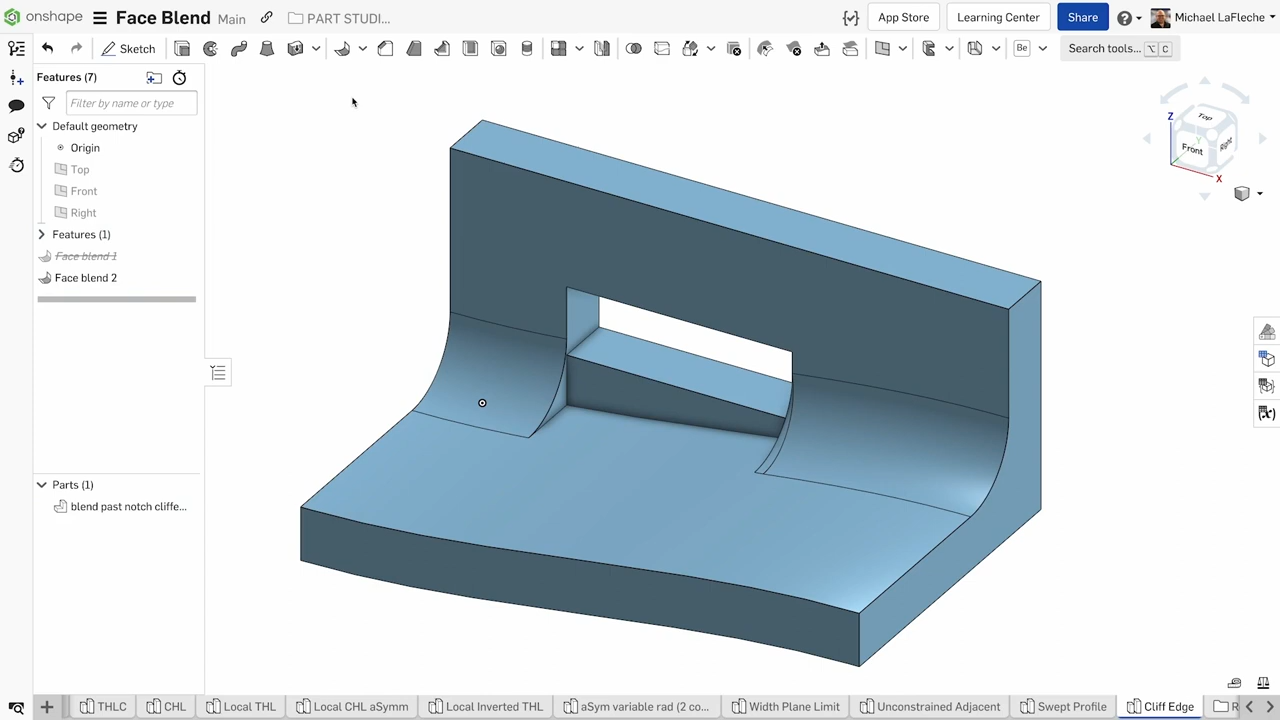 onshape
Face Blend Main
PART STUDI...
App Store
Learning Center
Share
Michael LaFleche
Sketch
Be
Search tools... ⌥ C
Features (7)
Filter by name or type
Default geometry
Origin
Top
Front
Right
Features (1)
Face blend 1
Face blend 2
Parts (1)
blend past notch cliffe...
Z
Top
Y
Front
Right
X
THLC
CHL
Local THL
Local CHL aSymm
Local Inverted THL
aSym variable rad (2 co...
Width Plane Limit
Unconstrained Adjacent
Swept Profile
Cliff Edge
R